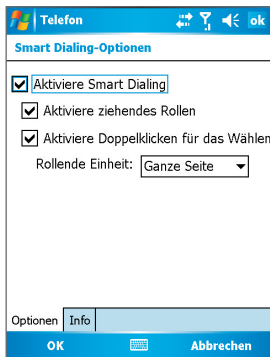 Telefon ok
Smart Dialing-Optionen
Aktiviere Smart Dialing
Aktiviere ziehendes Rollen
Aktiviere Doppelklicken für das Wählen
Rollende Einheit: Ganze Seite
Optionen Info
OK Abbrechen